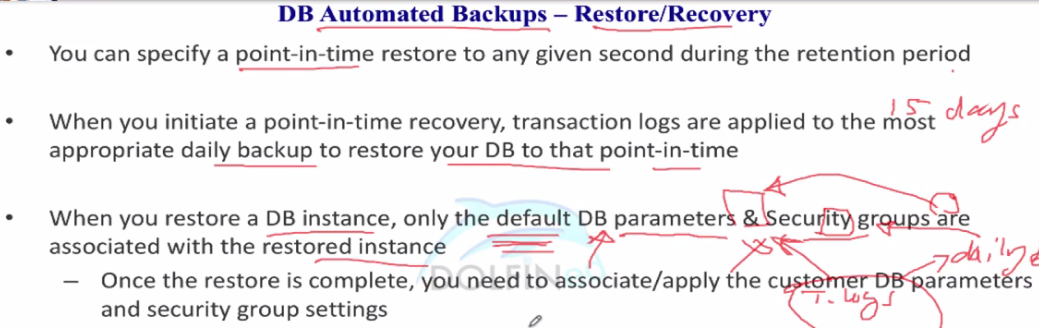 DB Automated Backups – Restore/Recovery
• You can specify a point-in-time restore to any given second during the retention period
15 days
• When you initiate a point-in-time recovery, transaction logs are applied to the most
appropriate daily backup to restore your DB to that point-in-time
• When you restore a DB instance, only the default DB parameters & Security groups are
associated with the restored instance
daily
DOLFIN
– Once the restore is complete, you need to associate/apply the customer DB parameters
T. logs
and security group settings